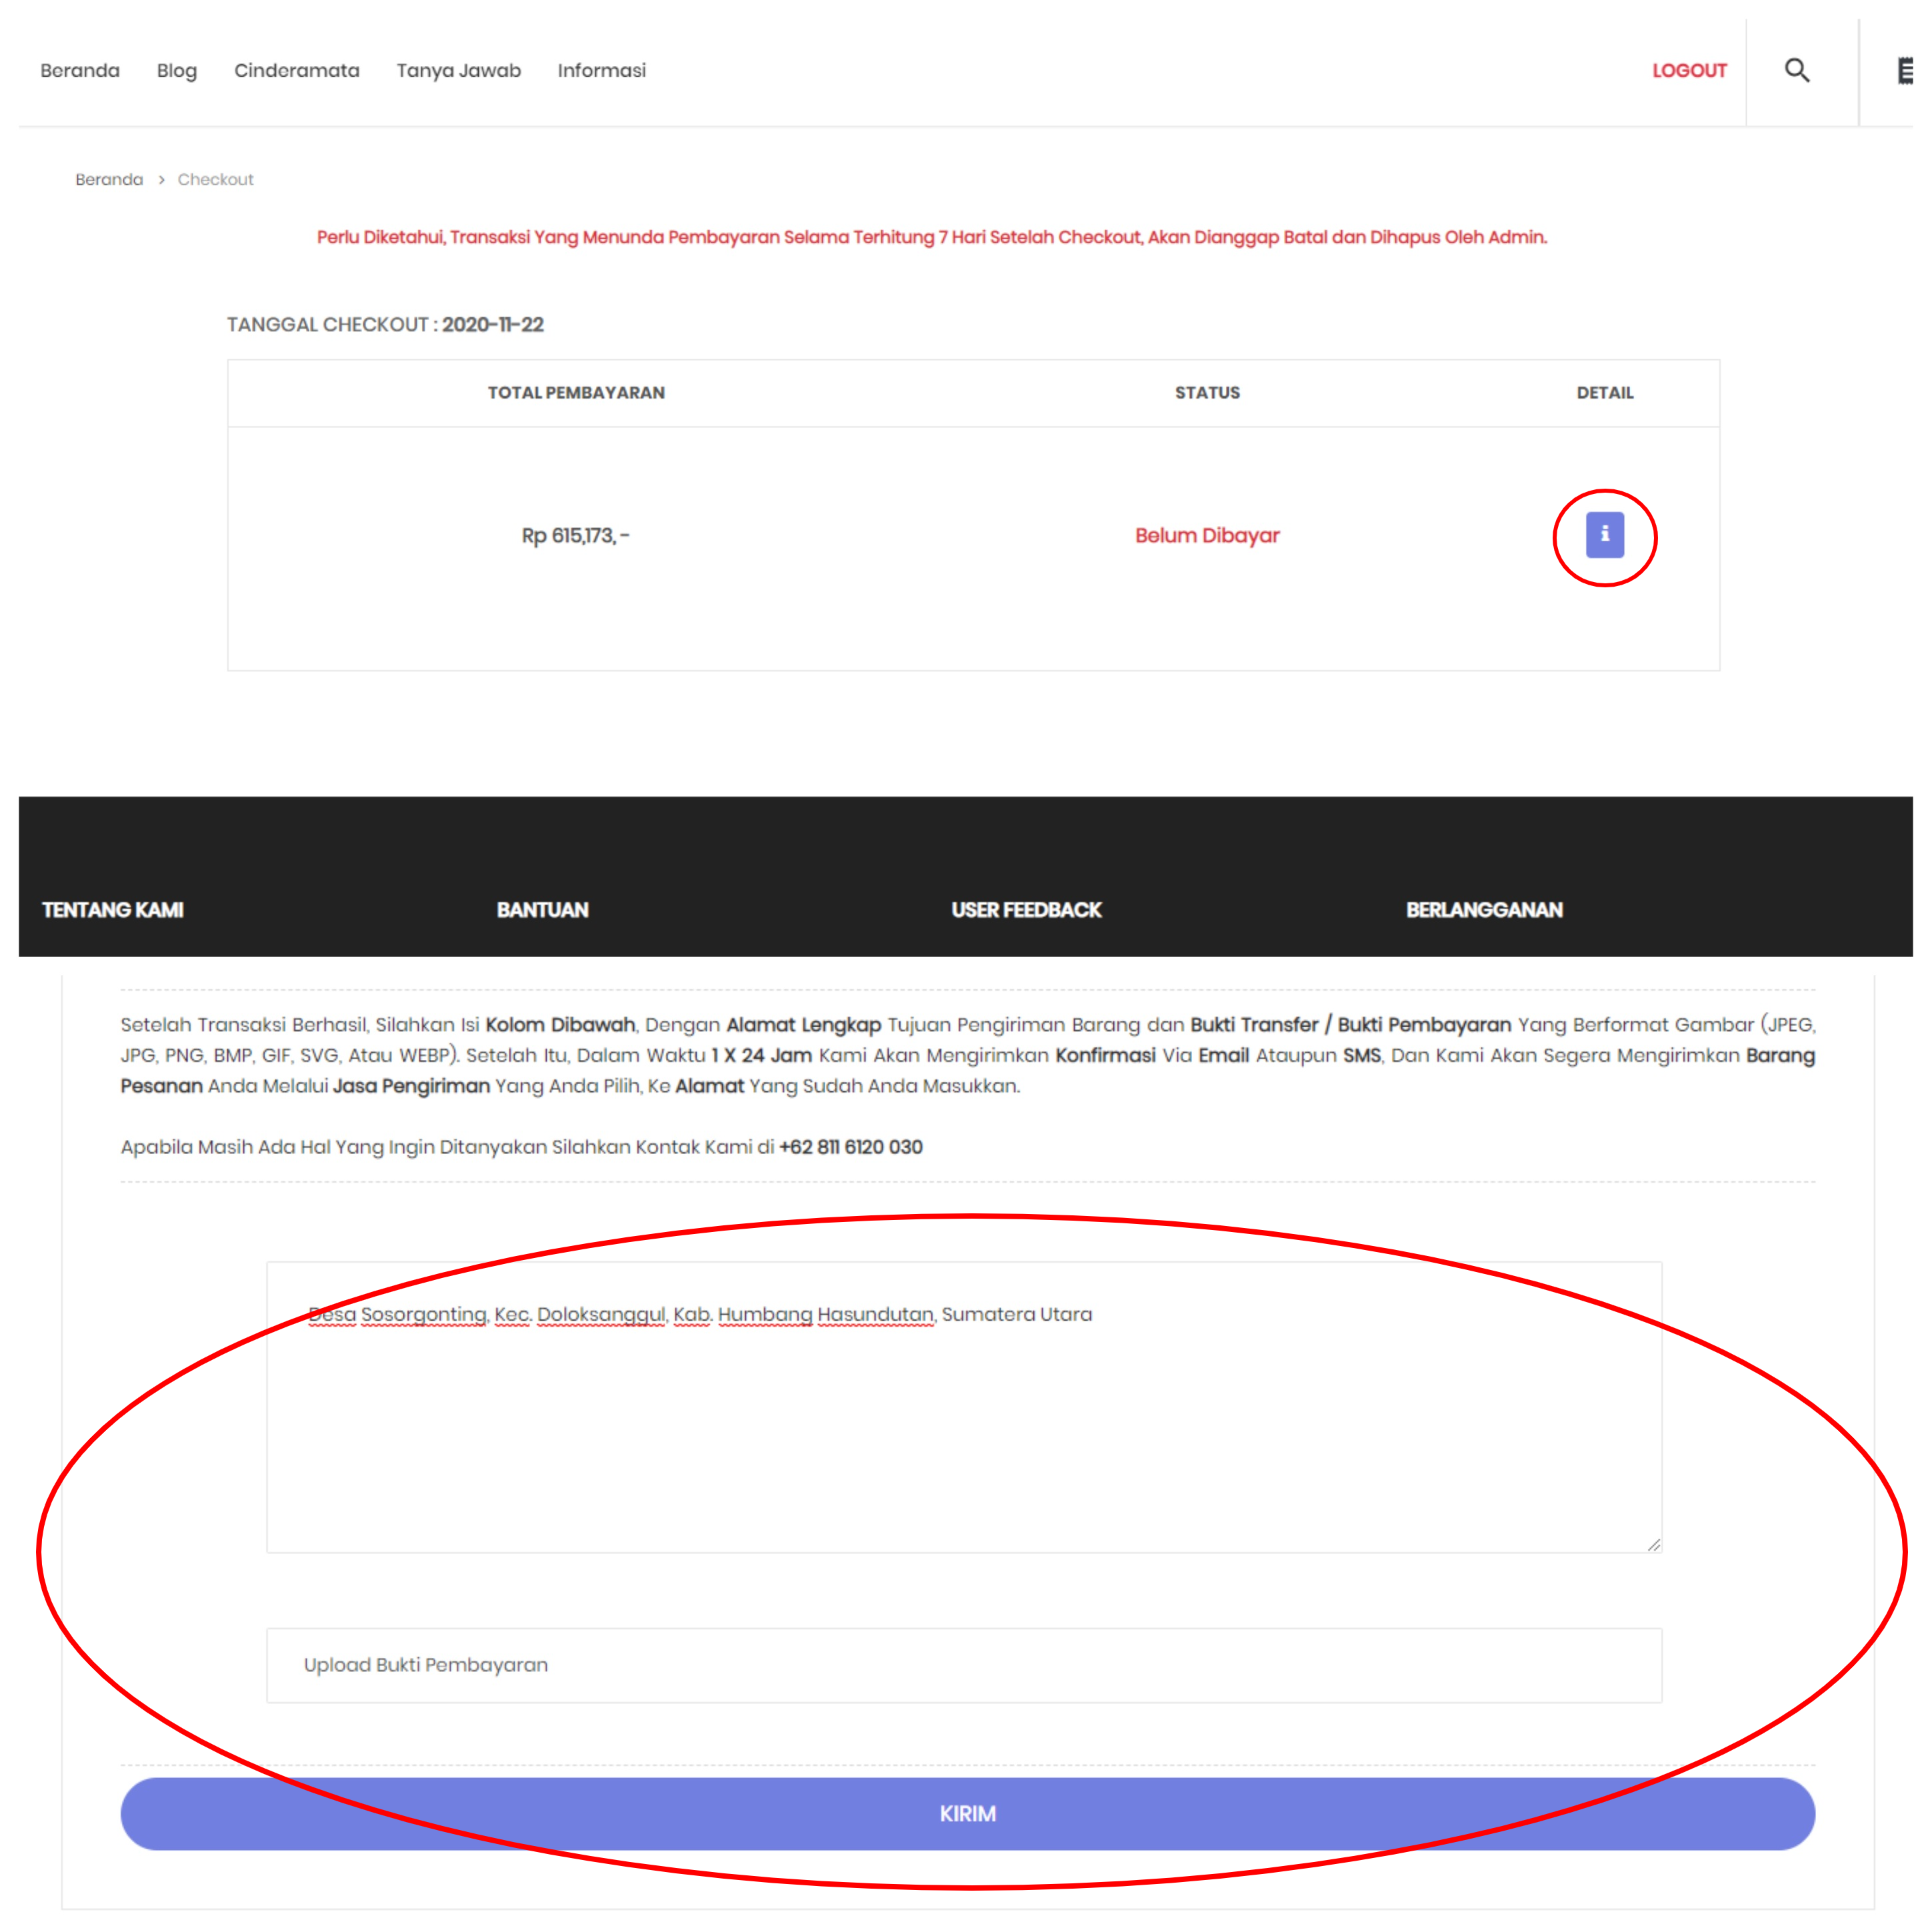 Beranda Blog Cinderamata Tanya Jawab Informasi LOGOUT
Beranda > Checkout
Perlu Diketahui, Transaksi Yang Menunda Pembayaran Selama Terhitung 7 Hari Setelah Checkout, Akan Dianggap Batal dan Dihapus Oleh Admin.
TANGGAL CHECKOUT : 2020-11-22
TOTAL PEMBAYARAN STATUS DETAIL
Rp 615,173, - Belum Dibayar i
TENTANG KAMI BANTUAN USER FEEDBACK BERLANGGANAN
Setelah Transaksi Berhasil, Silahkan Isi Kolom Dibawah, Dengan Alamat Lengkap Tujuan Pengiriman Barang dan Bukti Transfer / Bukti Pembayaran Yang Berformat Gambar (JPEG,
JPG, PNG, BMP, GIF, SVG, Atau WEBP). Setelah Itu, Dalam Waktu 1 X 24 Jam Kami Akan Mengirimkan Konfirmasi Via Email Ataupun SMS, Dan Kami Akan Segera Mengirimkan Barang
Pesanan Anda Melalui Jasa Pengiriman Yang Anda Pilih, Ke Alamat Yang Sudah Anda Masukkan.
Apabila Masih Ada Hal Yang Ingin Ditanyakan Silahkan Kontak Kami di +62 811 6120 030
Desa Sosorgonting, Kec. Doloksanggul, Kab. Humbang Hasundutan, Sumatera Utara
Upload Bukti Pembayaran
KIRIM